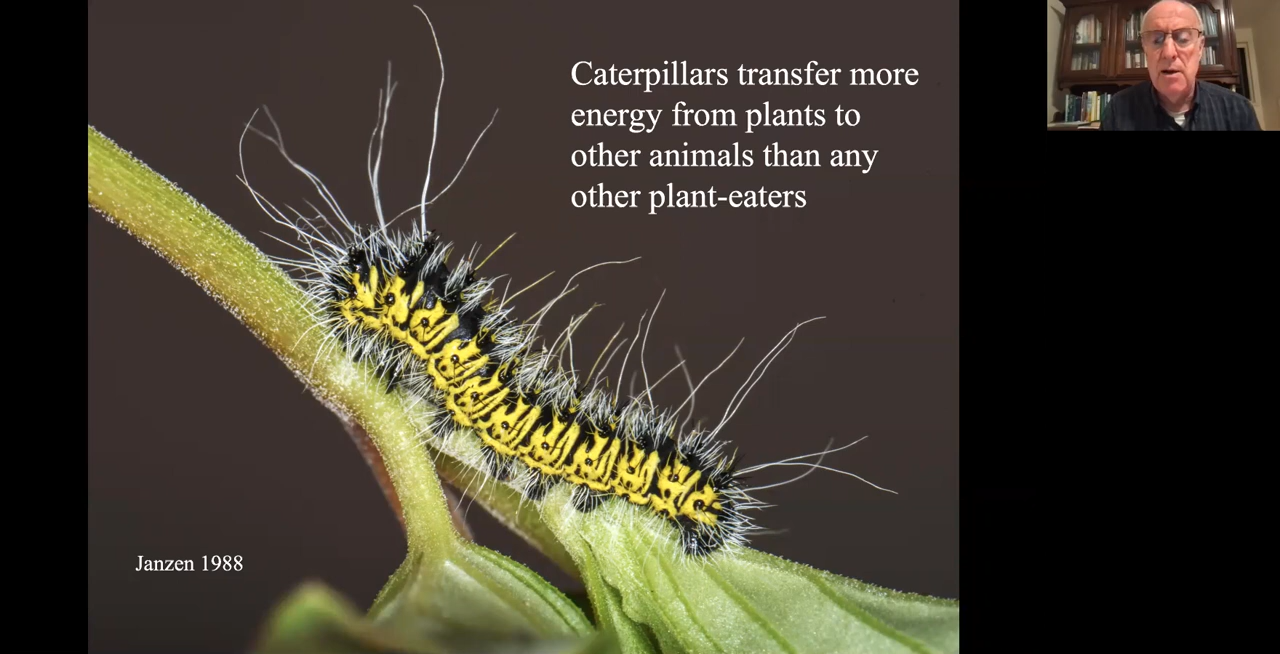 Caterpillars transfer more
energy from plants to
other animals than any
other plant-eaters
Janzen 1988